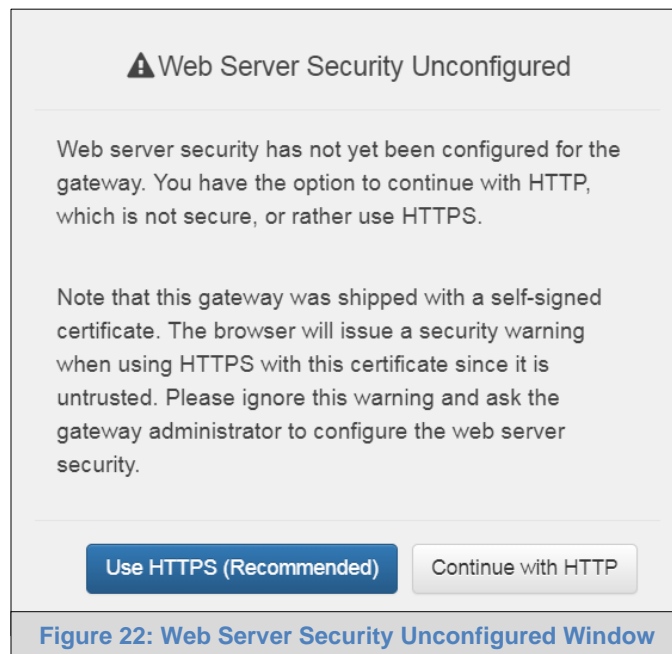 Web Server Security Unconfigured
Web server security has not yet been configured for the
gateway. You have the option to continue with HTTP,
which is not secure, or rather use HTTPS.
Note that this gateway was shipped with a self-signed
certificate. The browser will issue a security warning
when using HTTPS with this certificate since it is
untrusted. Please ignore this warning and ask the
gateway administrator to configure the web server
security.
Use HTTPS (Recommended)
Continue with HTTP
Figure 22: Web Server Security Unconfigured Window